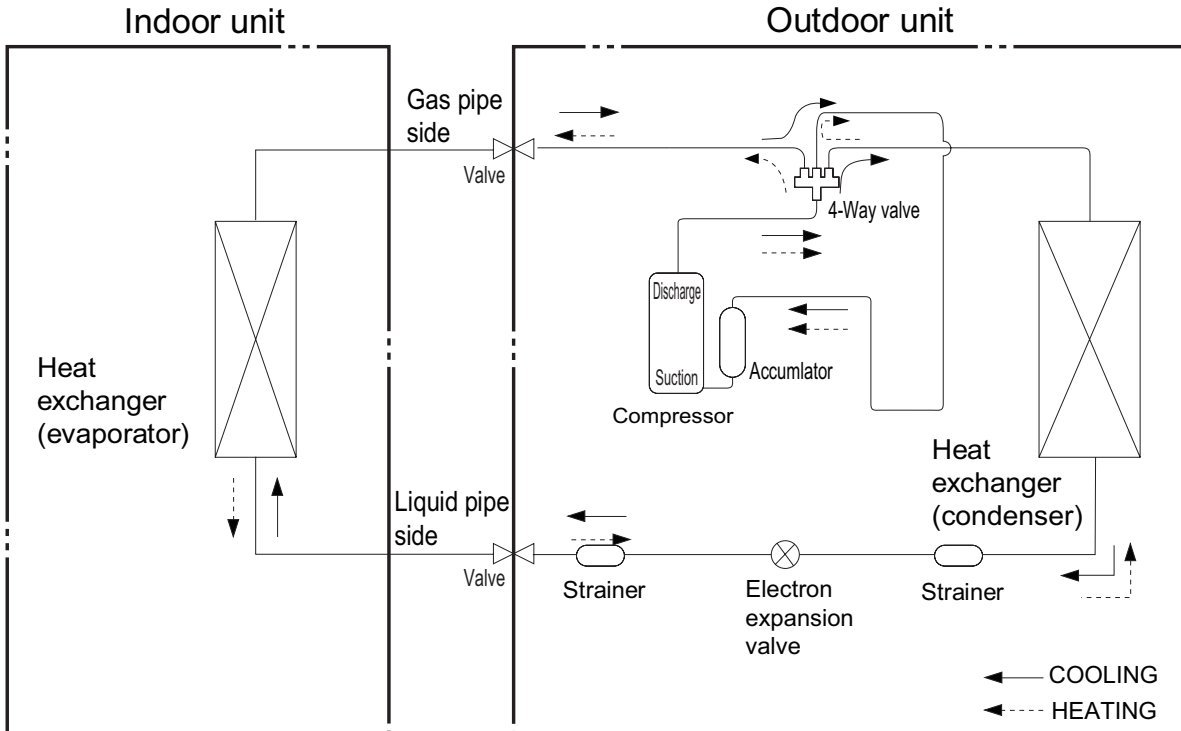 Indoor unit
Outdoor unit
Gas pipe
side
Valve
4-Way valve
Discharge
Suction
Accumlator
Compressor
Heat
exchanger
(evaporator)
Heat
exchanger
(condenser)
Liquid pipe
side
Valve
Strainer
Electron
expansion
valve
Strainer
COOLING
HEATING